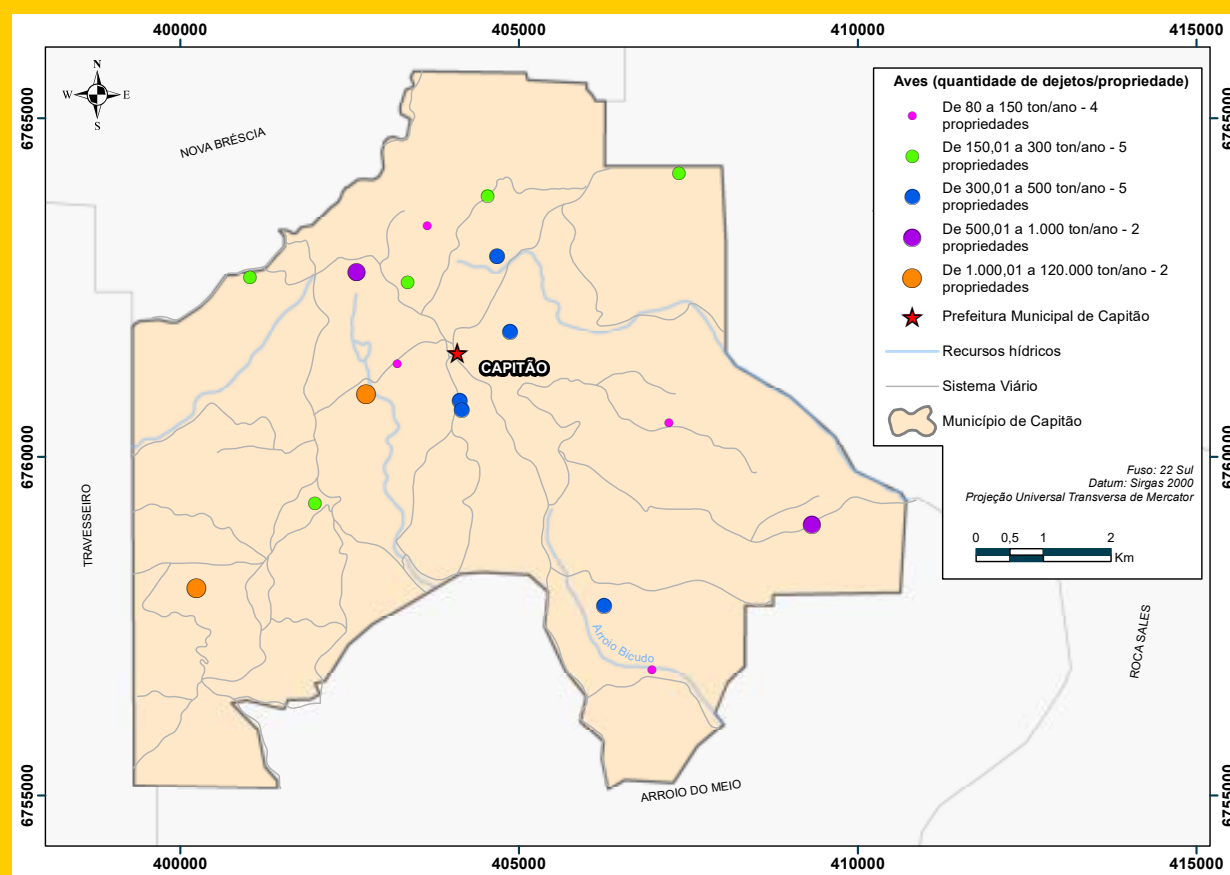 400000 405000 410000 415000
N
W E
S
6765000
6765000
NOVA BRÉSCIA
Aves (quantidade de dejetos/propriedade)
De 80 a 150 ton/ano - 4
propriedades
De 150,01 a 300 ton/ano - 5
propriedades
De 300,01 a 500 ton/ano - 5
propriedades
De 500,01 a 1.000 ton/ano - 2
propriedades
De 1.000,01 a 120.000 ton/ano - 2
propriedades
Prefeitura Municipal de Capitão
Recursos hídricos
Sistema Viário
Município de Capitão
CAPITÃO
6760000
6760000
Fuso: 22 Sul
Datum: Sirgas 2000
Projeção Universal Transversa de Mercator
0 0,5 1 2
Km
TRAVESSEIRO
Arroio Bicudo
ROCA SALES
ARROIO DO MEIO
6755000
6755000
400000 405000 410000 415000